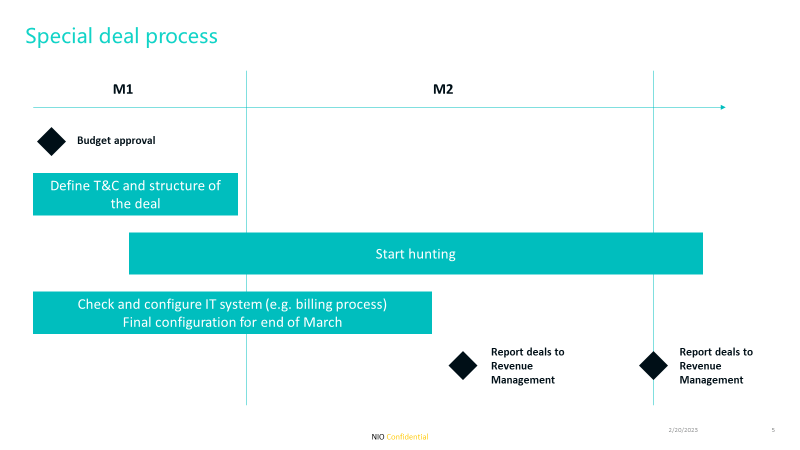 Special deal process
M1
M2
Budget approval
Define T&C and structure of
the deal
Start hunting
Check and configure IT system (e.g. billing process)
Final configuration for end of March
Report deals to
Revenue
Management
Report deals to
Revenue
Management
2/20/2023
5
NIO Confidential